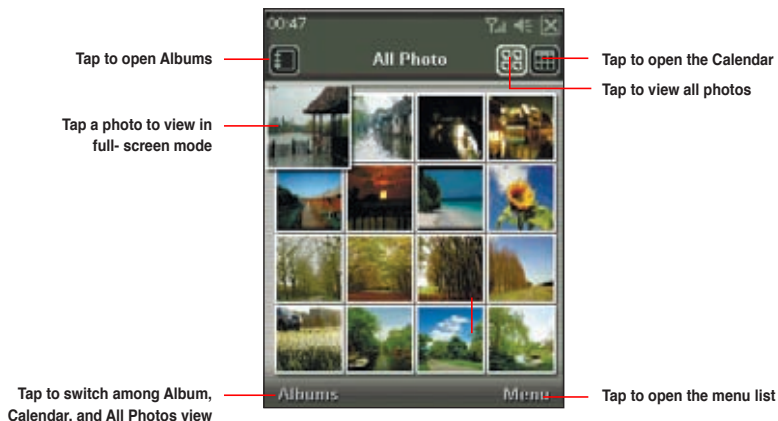 00:47
Tap to open Albums
All Photo
Tap to open the Calendar
Tap to view all photos
Tap a photo to view in
full- screen mode
Albums
Menu
Tap to switch among Album,
Calendar, and All Photos view
Tap to open the menu list